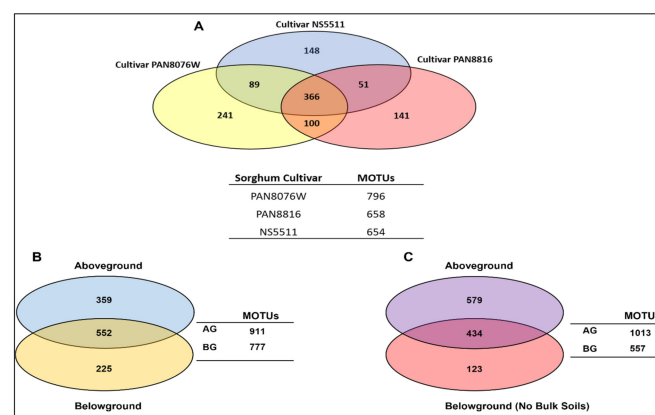 A
Cultivar NS5511
Cultivar PAN8076W
Cultivar PAN8816
148
89
51
366
241
100
141
Sorghum Cultivar MOTUs
PAN8076W 796
PAN8816 658
NS5511 654
B
Aboveground
359
552
225
Belowground
MOTUs
AG 911
BG 777
C
Aboveground
579
434
123
Belowground (No Bulk Soils)
MOTU
AG 1013
BG 557